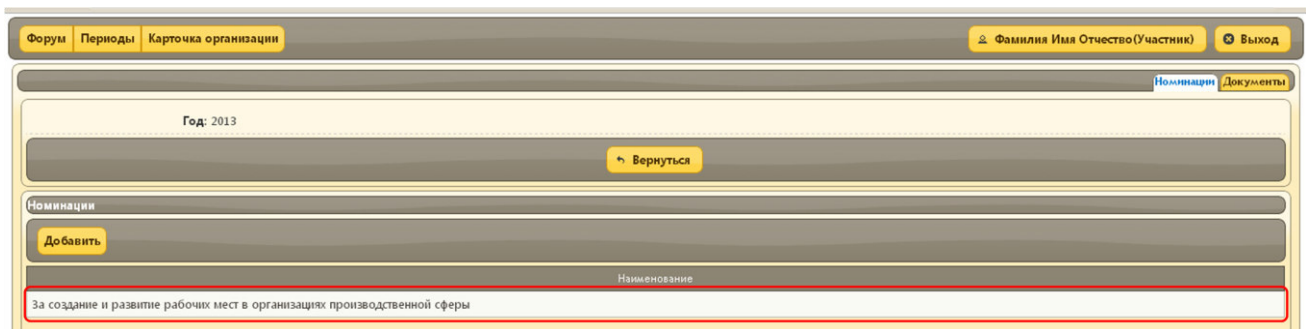 Форум Периоды Карточка организации Фамилия Имя Отчество(Участник) Выход
Номинации Документы
Год: 2013
Вернуться
Номинации
Добавить
Наименование
За создание и развитие рабочих мест в организациях производственной сферы